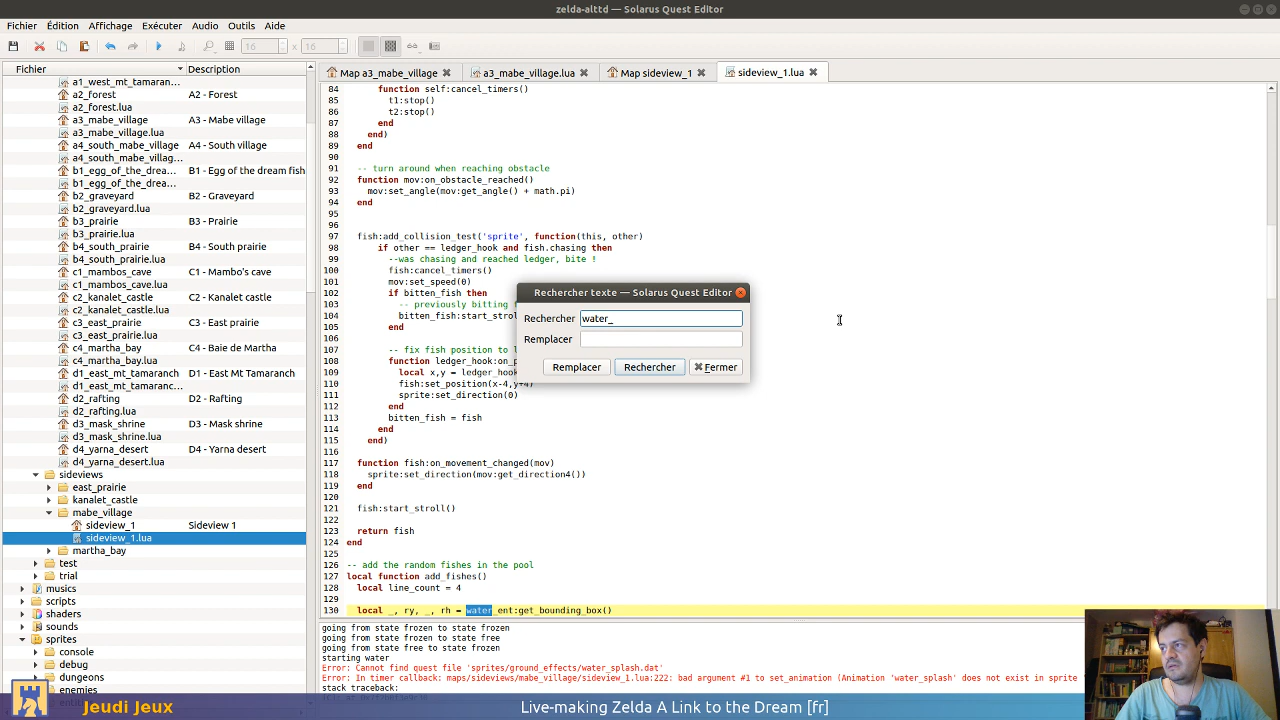 zelda-alttd — Solarus Quest Editor
Fichier Édition Affichage Exécuter Audio Outils Aide
16 x 16
Fichier Description
Map a3_mabe_village a3_mabe_village.lua Map sideview_1 sideview_1.lua
a1_west_mt_tamaran...
a2_forest A2 - Forest
a2_forest.lua
a3_mabe_village A3 - Mabe village
a3_mabe_village.lua
a4_south_mabe_village A4 - South village
a4_south_mabe_villag...
b1_egg_of_the_drea... B1 - Egg of the dream fish
b1_egg_of_the_drea...
b2_graveyard B2 - Graveyard
b2_graveyard.lua
b3_prairie B3 - Prairie
b3_prairie.lua
b4_south_prairie B4 - South prairie
b4_south_prairie.lua
c1_mambos_cave C1 - Mambo's cave
c1_mambos_cave.lua
c2_kanalet_castle C2 - Kanalet castle
c2_kanalet_castle.lua
c3_east_prairie C3 - East prairie
c3_east_prairie.lua
c4_martha_bay C4 - Baie de Martha
c4_martha_bay.lua
d1_east_mt_tamaranch D1 - East Mt Tamaranch
d1_east_mt_tamaranc...
d2_rafting D2 - Rafting
d2_rafting.lua
d3_mask_shrine D3 - Mask shrine
d3_mask_shrine.lua
d4_yarna_desert D4 - Yarna desert
d4_yarna_desert.lua
sideviews
east_prairie
kanalet_castle
mabe_village
sideview_1 Sideview 1
sideview_1.lua
martha_bay
test
trial
musics
scripts
shaders
sounds
sprites
console
debug
dungeons
enemies
84 function self:cancel_timers()
85 t1:stop()
86 t2:stop()
87 end
88 end)
89 end
90
91 -- turn around when reaching obstacle
92 function mov:on_obstacle_reached()
93 mov:set_angle(mov:get_angle() + math.pi)
94 end
95
96
97 fish:add_collision_test('sprite', function(this, other)
98 if other == ledger_hook and fish.chasing then
99 --was chasing and reached ledger, bite !
100 fish:cancel_timers()
101 mov:set_speed(0)
102 if bitten_fish then
103 -- previously bitting
104 bitten_fish:start_strol
105 end
106
107 -- fix fish position to l
108 function ledger_hook:on_p
109 local x,y = ledger_hook
110 fish:set_position(x-4,y+4)
111 sprite:set_direction(0)
112 end
113 bitten_fish = fish
114 end
115 end)
116
117 function fish:on_movement_changed(mov)
118 sprite:set_direction(mov:get_direction4())
119 end
120
121 fish:start_stroll()
122
123 return fish
124 end
125
126 -- add the random fishes in the pool
127 local function add_fishes()
128 local line_count = 4
129
130 local _, ry, _, rh = water_ent:get_bounding_box()
Rechercher texte — Solarus Quest Editor
Rechercher water_
Remplacer
Remplacer Rechercher Fermer
going from state frozen to state frozen
going from state frozen to state free
going from state free to state frozen
starting water
Error: Cannot find quest file 'sprites/ground_effects/water_splash.dat'
Error: In timer callback: maps/sideviews/mabe_village/sideview_1.lua:222: bad argument #1 to set_animation (Animation 'water_splash' does not exist in sprite
stack traceback:
Jeudi Jeux
Live-making Zelda A Link to the Dream [fr]